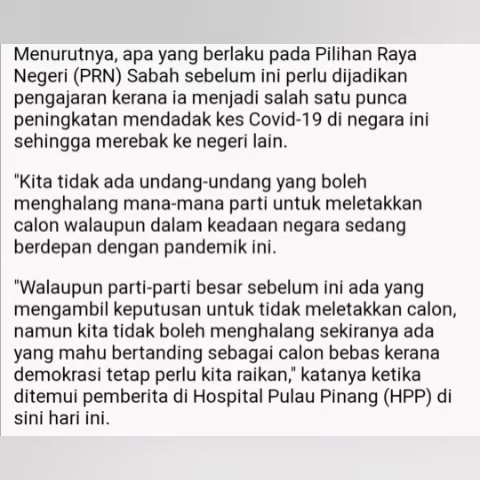 Menurutnya, apa yang berlaku pada Pilihan Raya
Negeri (PRN) Sabah sebelum ini perlu dijadikan
pengajaran kerana ia menjadi salah satu punca
peningkatan mendadak kes Covid-19 di negara ini
sehingga merebak ke negeri lain.
"Kita tidak ada undang-undang yang boleh
menghalang mana-mana parti untuk meletakkan
calon walaupun dalam keadaan negara sedang
berdepan dengan pandemik ini.
"Walaupun parti-parti besar sebelum ini ada yang
mengambil keputusan untuk tidak meletakkan calon,
namun kita tidak boleh menghalang sekiranya ada
yang mahu bertanding sebagai calon bebas kerana
demokrasi tetap perlu kita raikan," katanya ketika
ditemui pemberita di Hospital Pulau Pinang (HPP) di
sini hari ini.